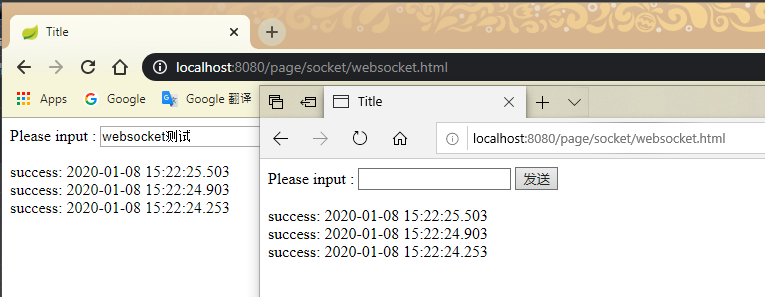 Title
localhost:8080/page/socket/websocket.html
Apps Google Google 翻译
Please input : websocket测试
success: 2020-01-08 15:22:25.503
success: 2020-01-08 15:22:24.903
success: 2020-01-08 15:22:24.253
Title
localhost:8080/page/socket/websocket.html
Please input : 发送
success: 2020-01-08 15:22:25.503
success: 2020-01-08 15:22:24.903
success: 2020-01-08 15:22:24.253